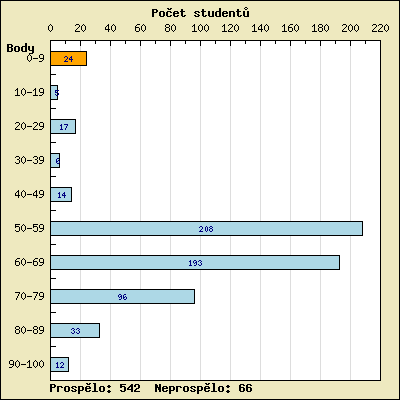 Počet studentů
0 20 40 60 80 100 120 140 160 180 200 220
Body
0-9 24
10-19 5
20-29 17
30-39 6
40-49 14
50-59 208
60-69 193
70-79 96
80-89 33
90-100 12
Prospělo: 542 Neprospělo: 66